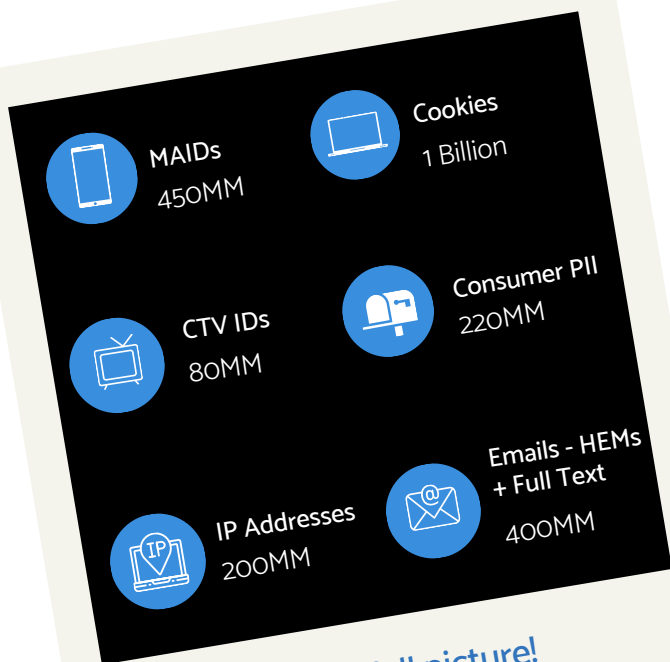 MAIDs
450MM
Cookies
1 Billion
CTV IDs
80MM
Consumer PII
220MM
IP Addresses
200MM
Emails - HEMs
+ Full Text
400MM
IP
@
picture!